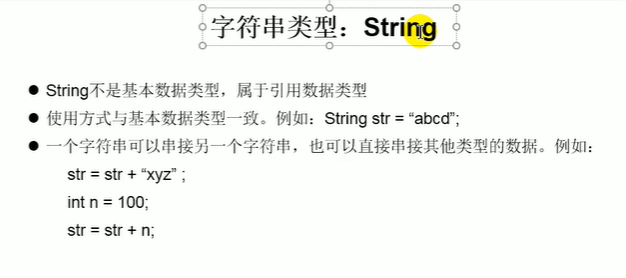 字符串类型：String
● String不是基本数据类型，属于引用数据类型
● 使用方式与基本数据类型一致。例如：String str = “abcd”;
● 一个字符串可以串接另一个字符串，也可以直接串接其他类型的数据。例如：
str = str + “xyz” ;
int n = 100;
str = str + n;